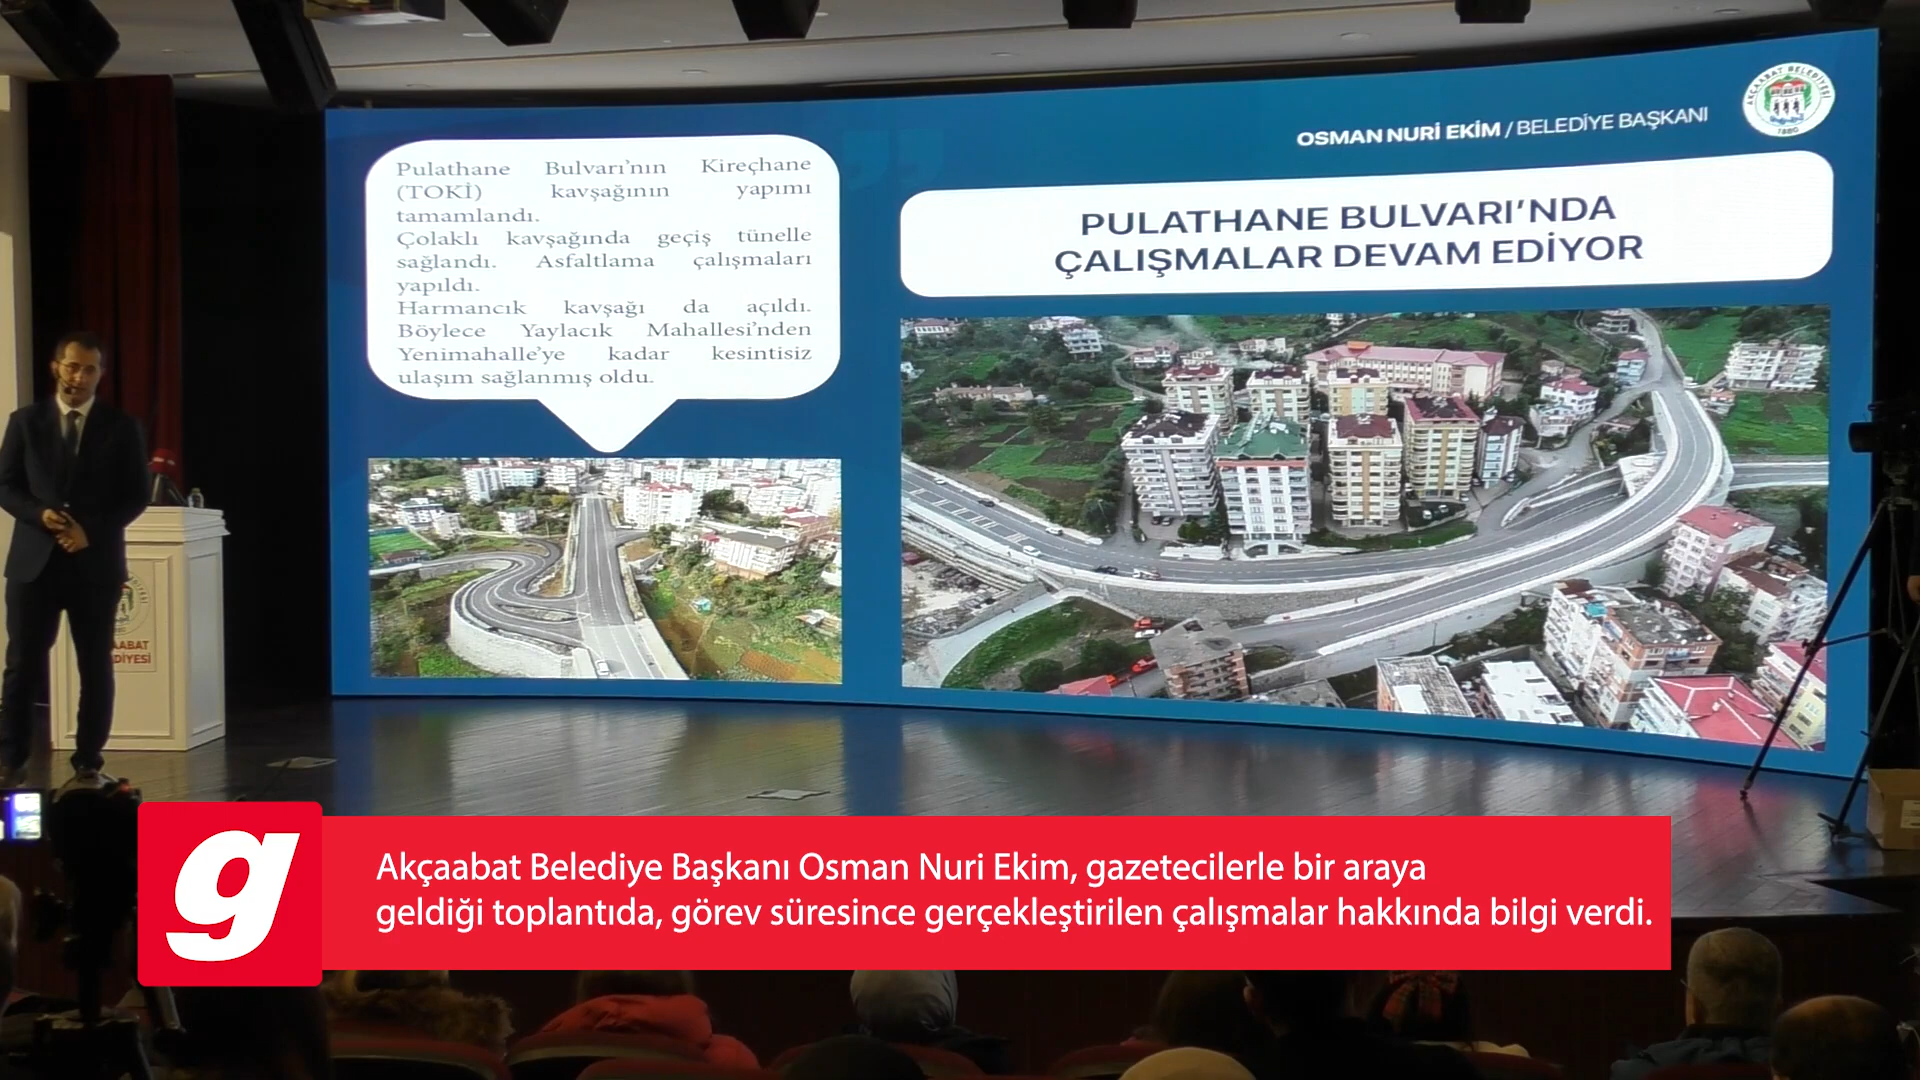 OSMAN NURİ EKİM / BELEDİYE BAŞKANI
AKÇAABAT BELEDİYESİ
1880
Pulathane Bulvarı'nın Kireçhane
(TOKİ) kavşağının yapımı
tamamlandı.
Çolaklı kavşağında geçiş tünelle
sağlandı. Asfaltlama çalışmaları
yapıldı.
Harmancık kavşağı da açıldı.
Böylece Yaylacık Mahallesi'nden
Yenimahalle'ye kadar kesintisiz
ulaşım sağlanmış oldu.
PULATHANE BULVARI'NDA
ÇALIŞMALAR DEVAM EDİYOR
g
Akçaabat Belediye Başkanı Osman Nuri Ekim, gazetecilerle bir araya
geldiği toplantıda, görev süresince gerçekleştirilen çalışmalar hakkında bilgi verdi.